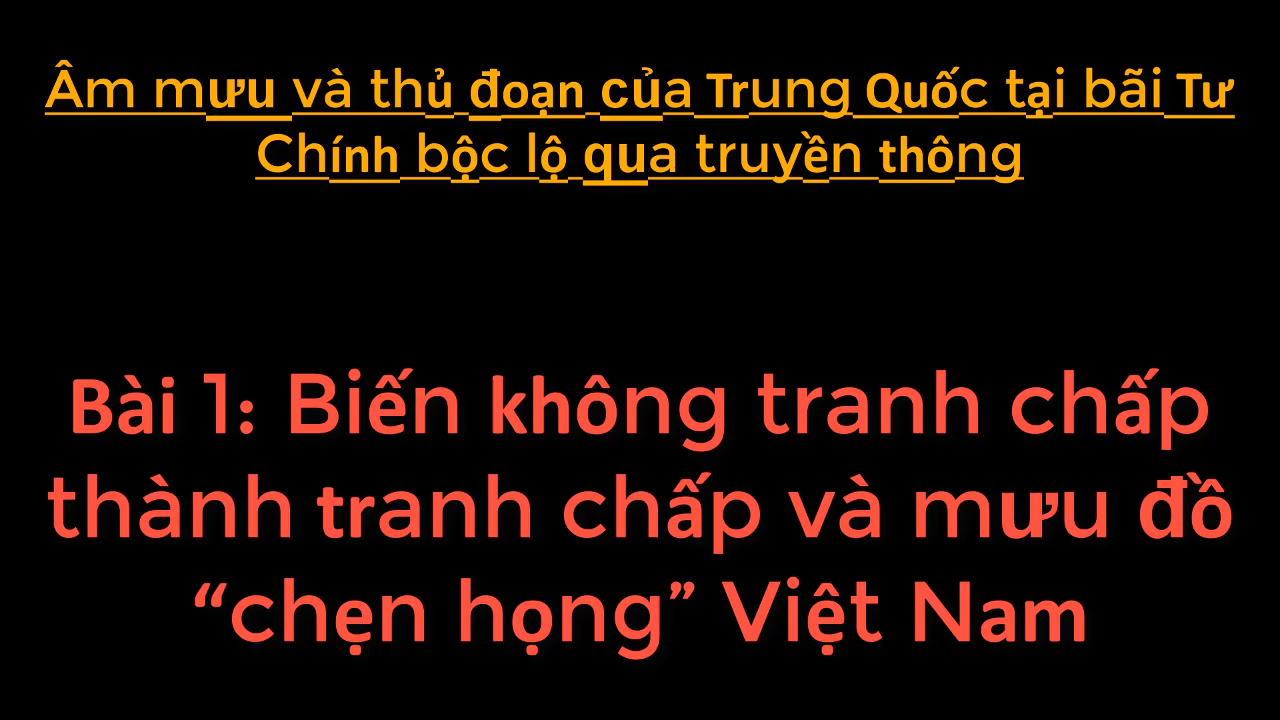 Âm mưu và thủ đoạn của Trung Quốc tại bãi Tư
Chính bộc lộ qua truyền thông
Bài 1: Biến không tranh chấp
thành tranh chấp và mưu đồ
“chẹn họng” Việt Nam